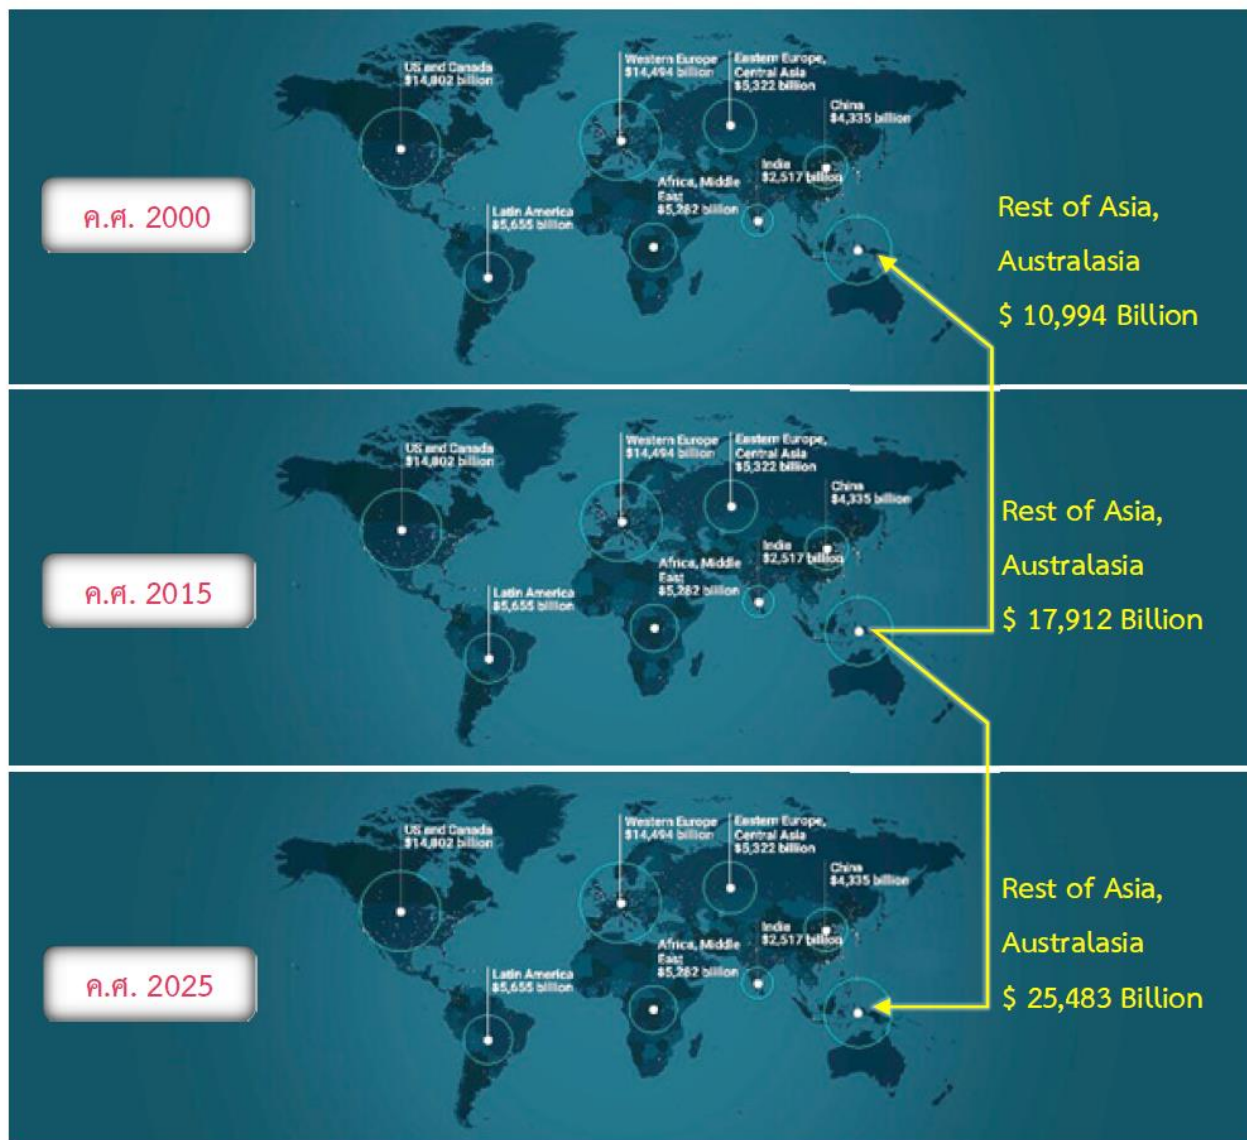 US and Canada
$14,802 billion
Western Europe
$14,494 billion
Eastern Europe,
Central Asia
$5,322 billion
China
$4,335 billion
India
$2,517 billion
Africa, Middle
East
$5,282 billion
Latin America
$5,655 billion
ค.ศ. 2000
Rest of Asia,
Australasia
$ 10,994 Billion
US and Canada
$14,802 billion
Western Europe
$14,494 billion
Eastern Europe,
Central Asia
$5,322 billion
China
$4,335 billion
India
$2,517 billion
Africa, Middle
East
$5,282 billion
Latin America
$5,655 billion
ค.ศ. 2015
Rest of Asia,
Australasia
$ 17,912 Billion
US and Canada
$14,802 billion
Western Europe
$14,494 billion
Eastern Europe,
Central Asia
$5,322 billion
China
$4,335 billion
India
$2,517 billion
Africa, Middle
East
$5,282 billion
Latin America
$5,655 billion
ค.ศ. 2025
Rest of Asia,
Australasia
$ 25,483 Billion